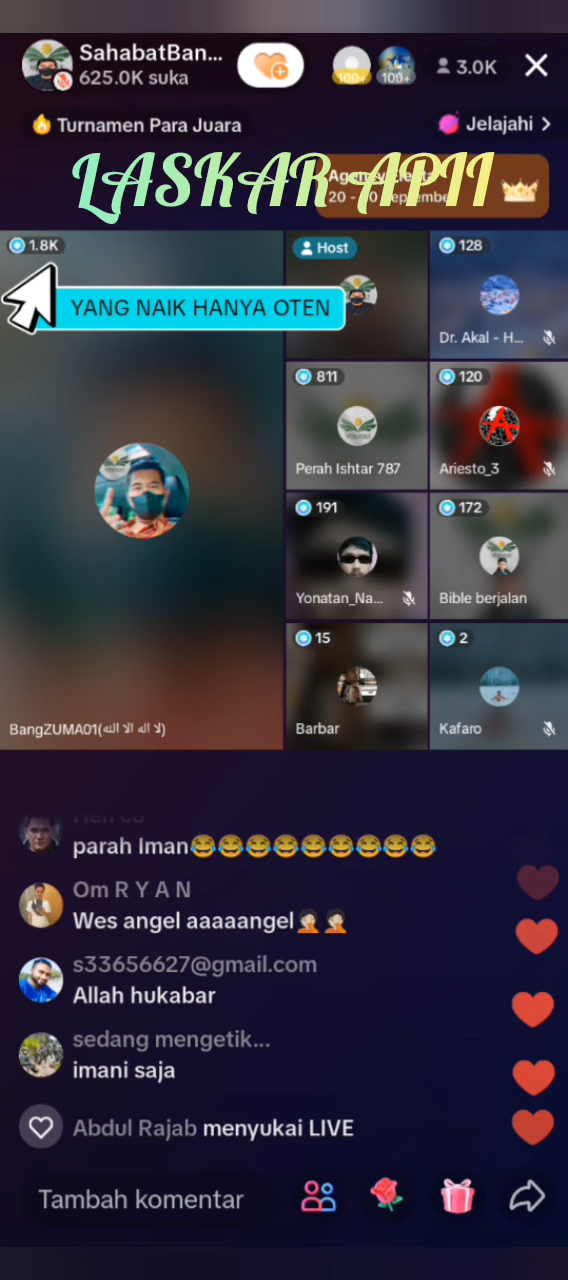 SahabatBan...
625.0K suka
100+
100+
3.0K
Turnamen Para Juara
Jelajahi
LASKAR APII
1.8K
YANG NAIK HANYA OTEN
Host
128
Dr. Akal - H...
811
Perah Ishtar 787
120
Ariesto_3
191
Yonatan_Na...
172
Bible berjalan
15
Barbar
2
Kafaro
BangZUMA01(لا اله الا الله)
parah Iman😂😂😂😂😂😂😂😂😂
Om R Y A N
Wes angel aaaaangel🤦🏻🤦🏻
s33656627@gmail.com
Allah hukabar
sedang mengetik...
imani saja
Abdul Rajab menyukai LIVE
Tambah komentar